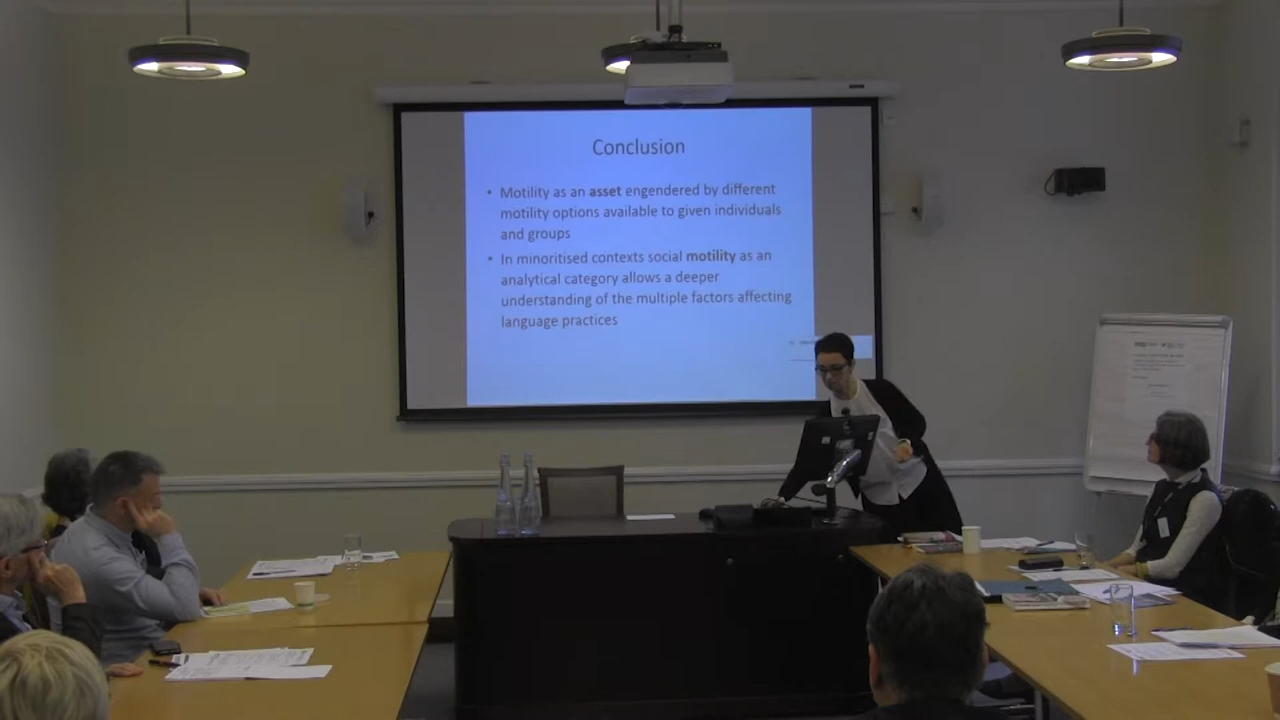 Conclusion
• Motility as an asset engendered by different
motility options available to given individuals
and groups
• In minoritised contexts social motility as an
analytical category allows a deeper
understanding of the multiple factors affecting
language practices